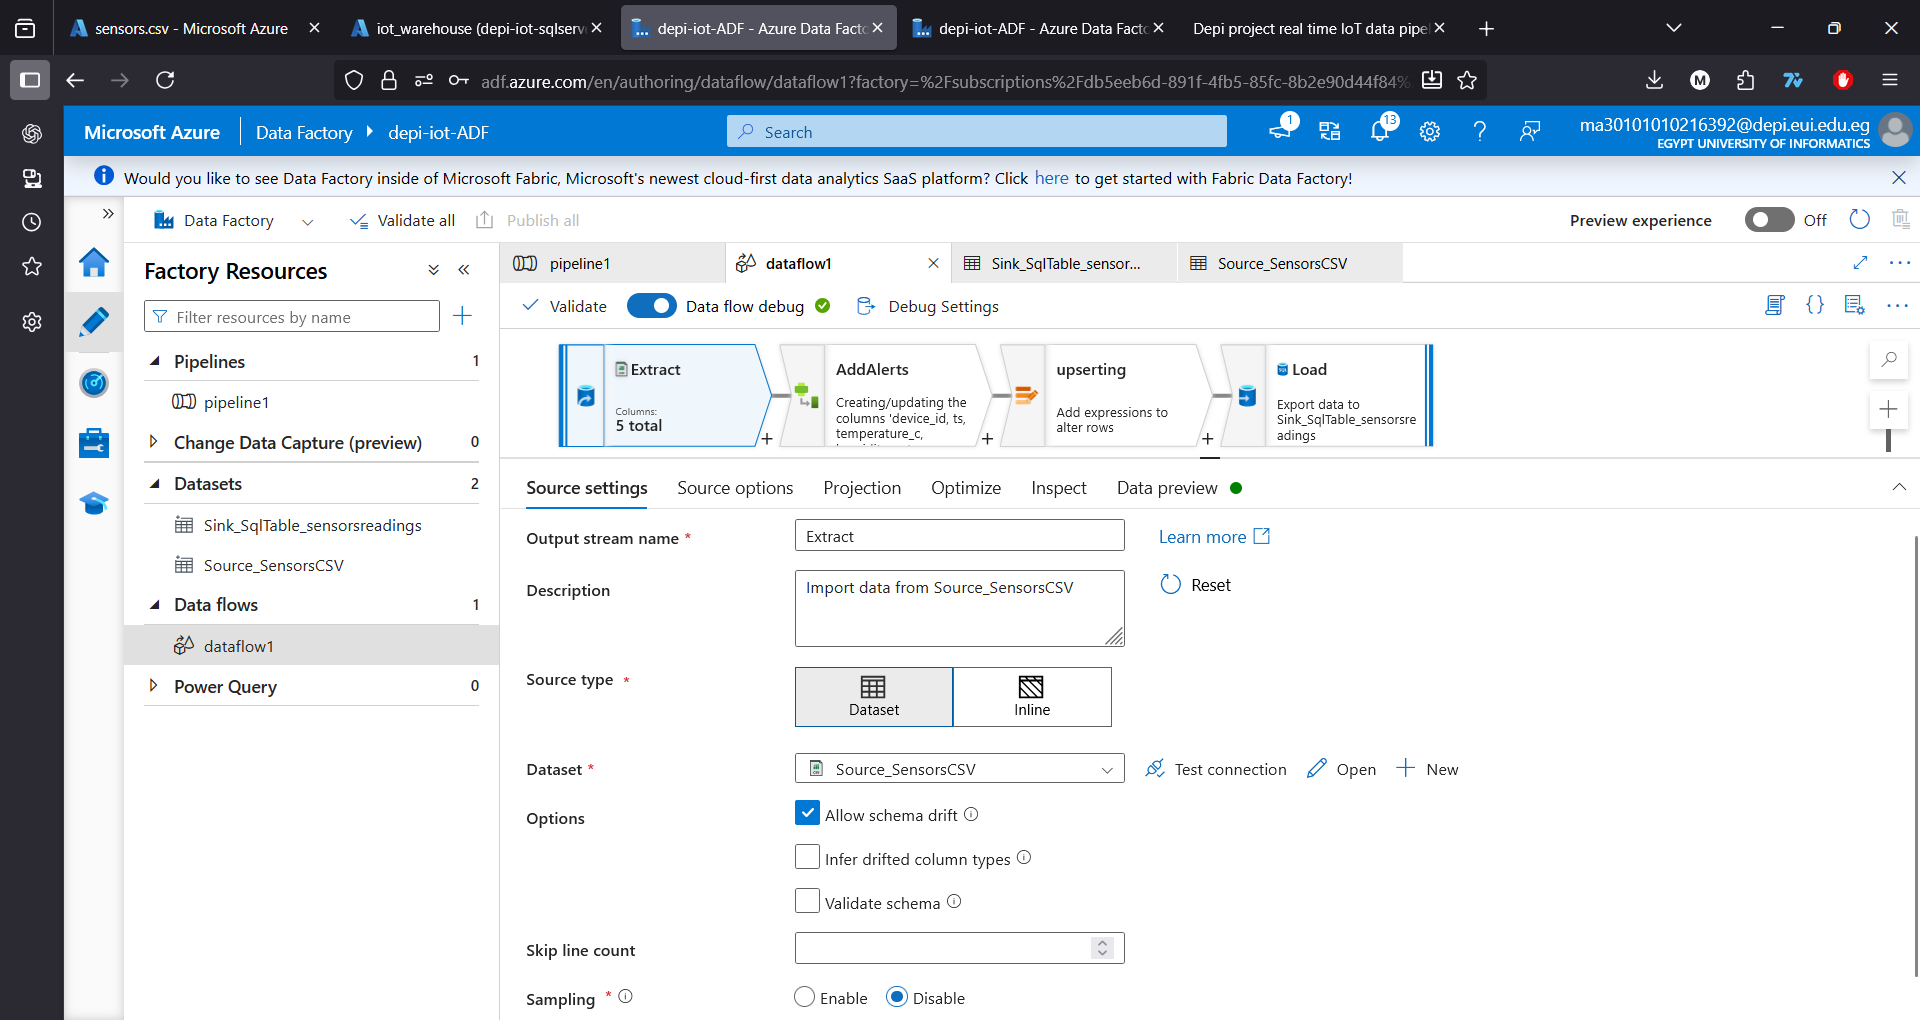 sensors.csv - Microsoft Azure
iot_warehouse (depi-iot-sqlserv
depi-iot-ADF - Azure Data Facto
depi-iot-ADF - Azure Data Facto
Depi project real time IoT data pipel
adf.azure.com/en/authoring/dataflow/dataflow1?factory=%2Fsubscriptions%2Fdb5eeb6d-891f-4fb5-85fc-8b2e90d44f84%
M
Microsoft Azure
Data Factory
depi-iot-ADF
Search
1
13
ma30101010216392@depi.eui.edu.eg
EGYPT UNIVERSITY OF INFORMATICS
Would you like to see Data Factory inside of Microsoft Fabric, Microsoft's newest cloud-first data analytics SaaS platform? Click here to get started with Fabric Data Factory!
Data Factory
Validate all
Publish all
Preview experience
Off
Factory Resources
Filter resources by name
Pipelines 1
pipeline1
Change Data Capture (preview) 0
Datasets 2
Sink_SqlTable_sensorsreadings
Source_SensorsCSV
Data flows 1
dataflow1
Power Query 0
pipeline1
dataflow1
Sink_SqlTable_sensor...
Source_SensorsCSV
Validate
Data flow debug
Debug Settings
Extract
Columns:
5 total
AddAlerts
Creating/updating the
columns 'device_id, ts,
temperature_c,
upserting
Add expressions to
alter rows
Load
Export data to
Sink_SqlTable_sensorsre
adings
Source settings
Source options
Projection
Optimize
Inspect
Data preview
Output stream name *
Extract
Learn more
Description
Import data from Source_SensorsCSV
Reset
Source type *
Dataset
Inline
Dataset *
Source_SensorsCSV
Test connection
Open
New
Options
Allow schema drift
Infer drifted column types
Validate schema
Skip line count
Sampling *
Enable
Disable